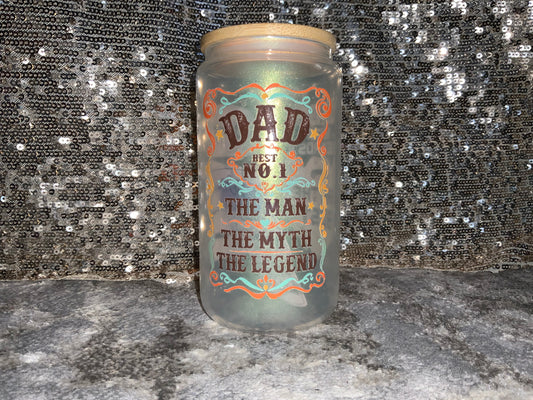 DAD
BEST
NO.1
THE MAN
THE MYTH
THE LEGEND